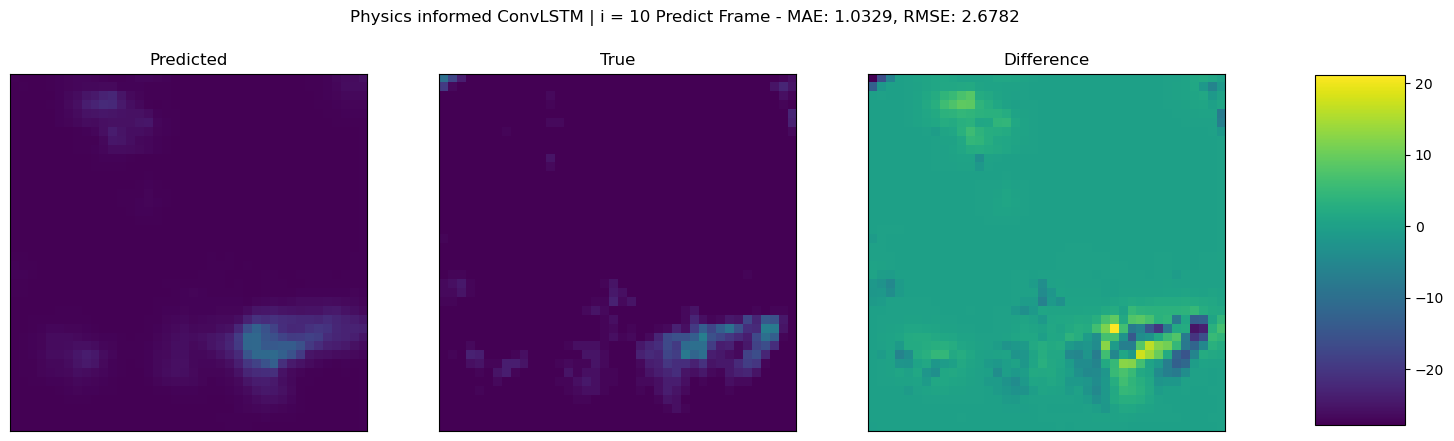 Physics informed ConvLSTM | i = 10 Predict Frame - MAE: 1.0329, RMSE: 2.6782
Predicted
True
Difference
20
10
0
−10
−20